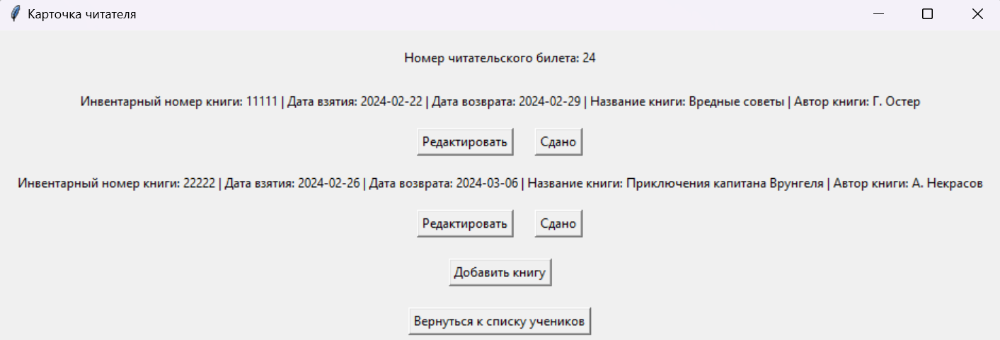 Карточка читателя
Номер читательского билета: 24
Инвентарный номер книги: 11111 | Дата взятия: 2024-02-22 | Дата возврата: 2024-02-29 | Название книги: Вредные советы | Автор книги: Г. Остер
Редактировать Сдано
Инвентарный номер книги: 22222 | Дата взятия: 2024-02-26 | Дата возврата: 2024-03-06 | Название книги: Приключения капитана Врунгеля | Автор книги: А. Некрасов
Редактировать Сдано
Добавить книгу
Вернуться к списку учеников